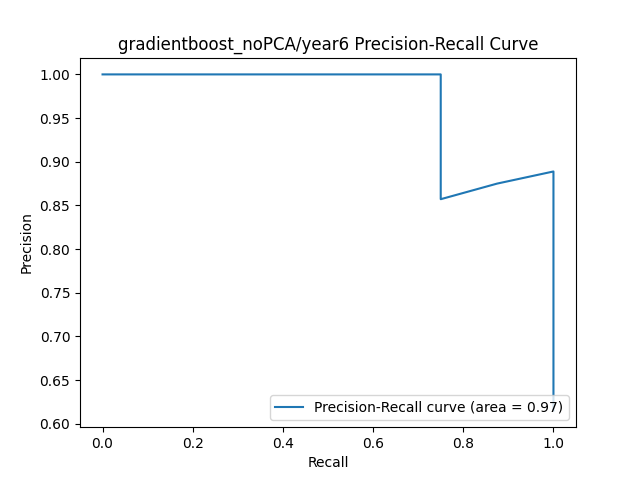 gradientboost_noPCA/year6 Precision-Recall Curve
1.00
0.95
0.90
0.85
0.80
0.75
0.70
0.65
0.60
Precision
Precision-Recall curve (area = 0.97)
0.0 0.2 0.4 0.6 0.8 1.0
Recall